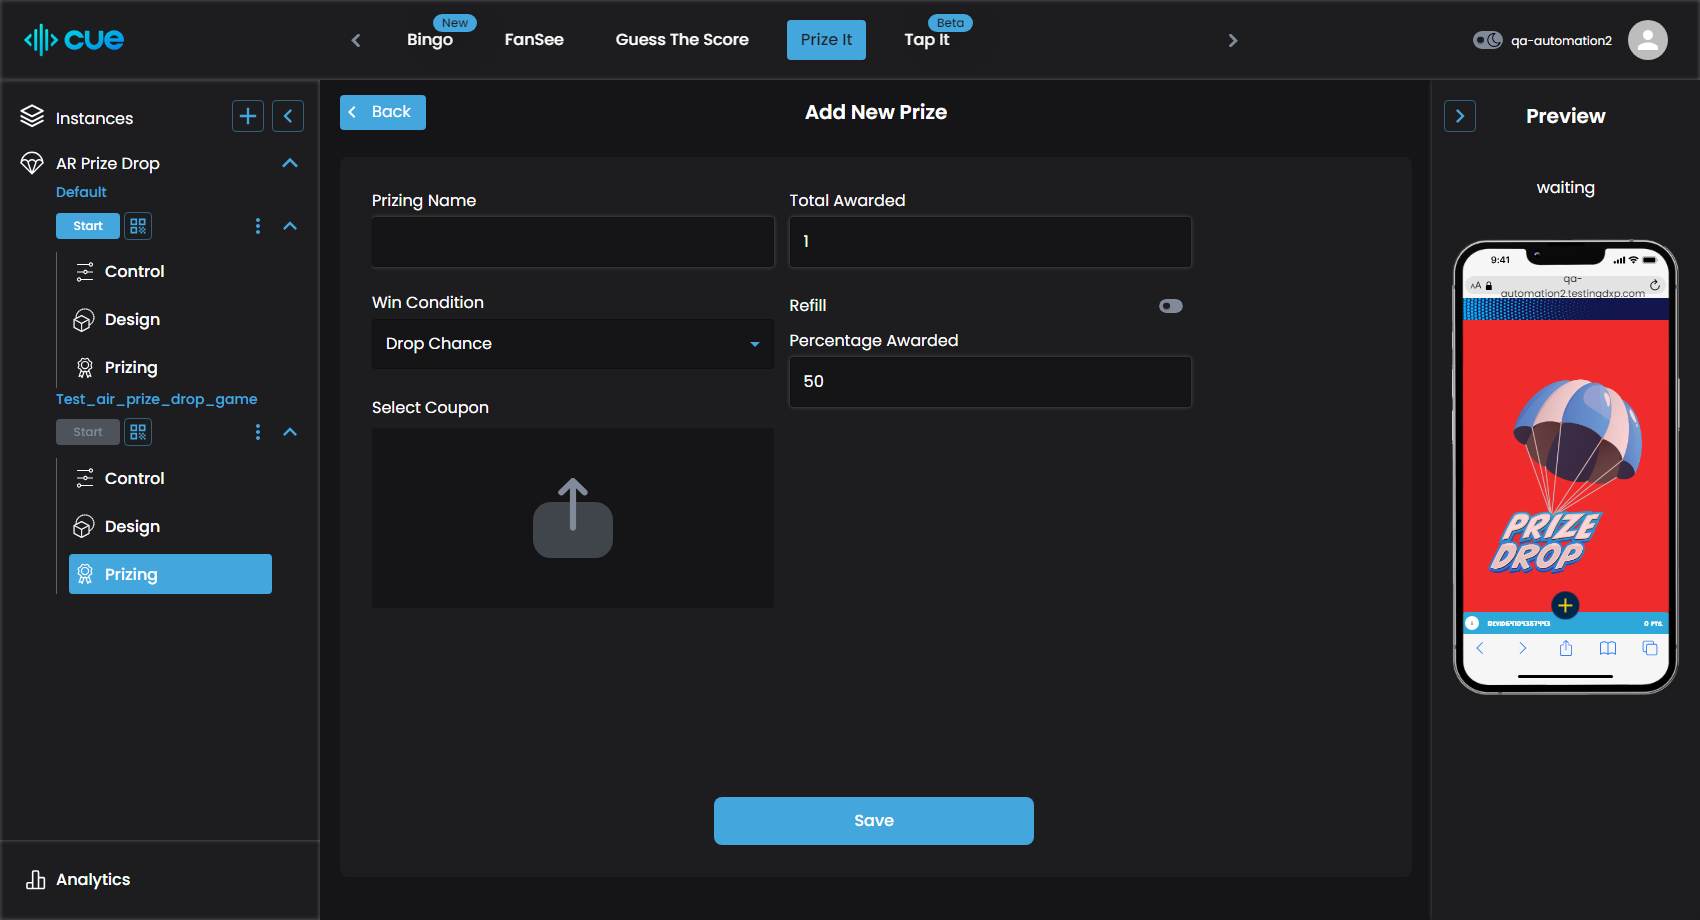 cue
New
Bingo
FanSee
Guess The Score
Prize It
Beta
Tap It
qa-automation2
Instances
AR Prize Drop
Default
Start
Control
Design
Prizing
Test_air_prize_drop_game
Start
Control
Design
Prizing
Analytics
Back
Add New Prize
Prizing Name
Total Awarded
1
Win Condition
Drop Chance
Refill
Percentage Awarded
50
Select Coupon
Save
Preview
waiting
9:41
AA
qa-
automation2.testingdxp.com
PRIZE
DROP
0 PTS.